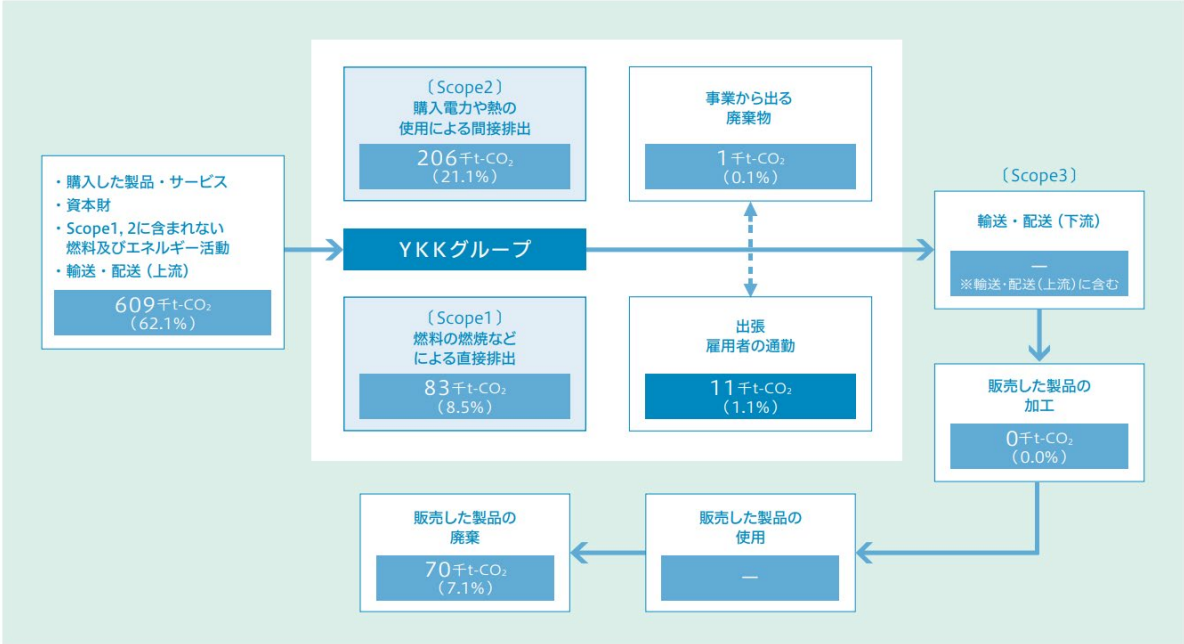 ・購入した製品・サービス
・資本財
・Scope1, 2に含まれない
燃料及びエネルギー活動
・輸送・配送（上流）
609千t-CO₂
(62.1%)
〔Scope2〕
購入電力や熱の
使用による間接排出
206千t-CO₂
(21.1%)
YKKグループ
〔Scope1〕
燃料の燃焼など
による直接排出
83千t-CO₂
(8.5%)
事業から出る
廃棄物
1千t-CO₂
(0.1%)
出張
雇用者の通勤
11千t-CO₂
(1.1%)
〔Scope3〕
輸送・配送（下流）
—
※輸送・配送(上流)に含む
販売した製品の
加工
0千t-CO₂
(0.0%)
販売した製品の
使用
—
販売した製品の
廃棄
70千t-CO₂
(7.1%)